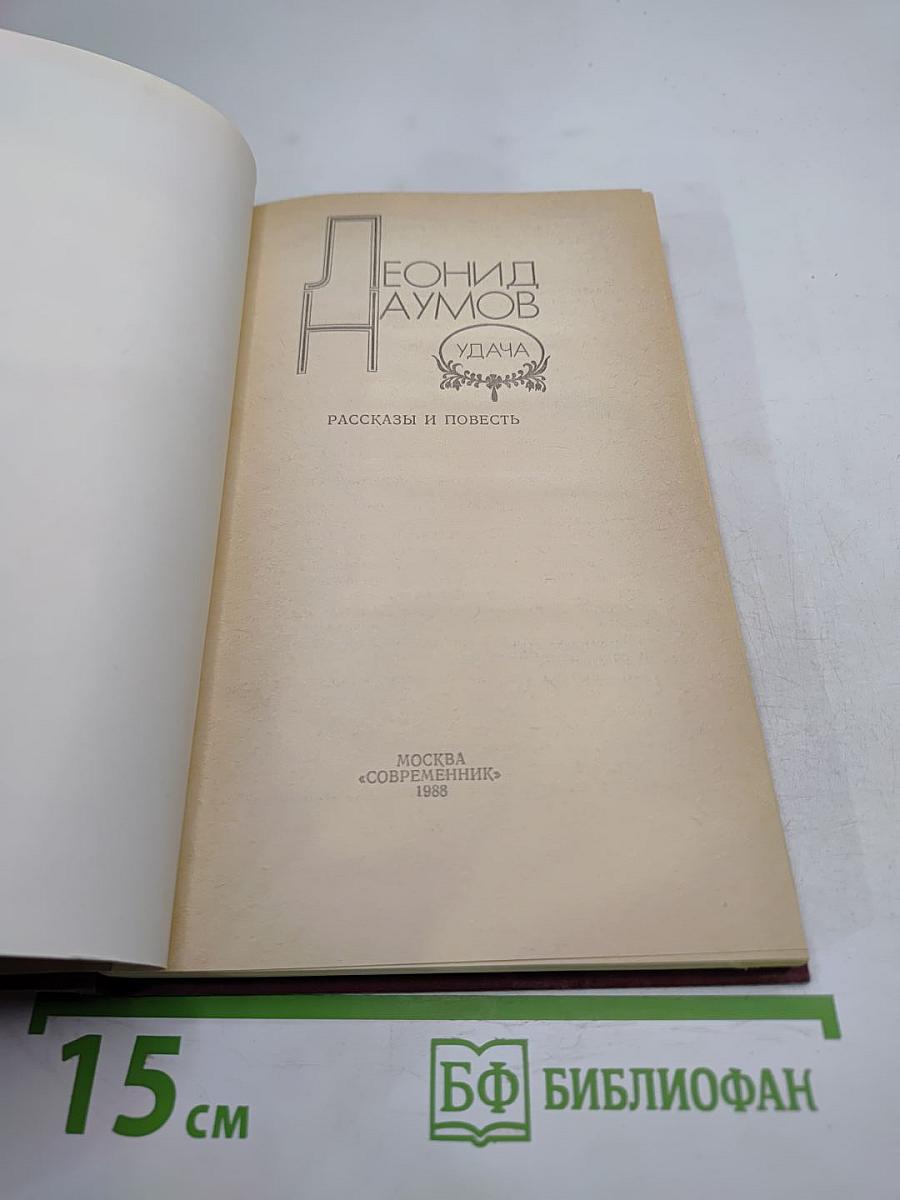 ЛЕОНИД
НАУМОВ
УДАЧА
РАССКАЗЫ И ПОВЕСТЬ
МОСКВА
«СОВРЕМЕННИК»
1988
15 СМ
БФ БИБЛИОФАН